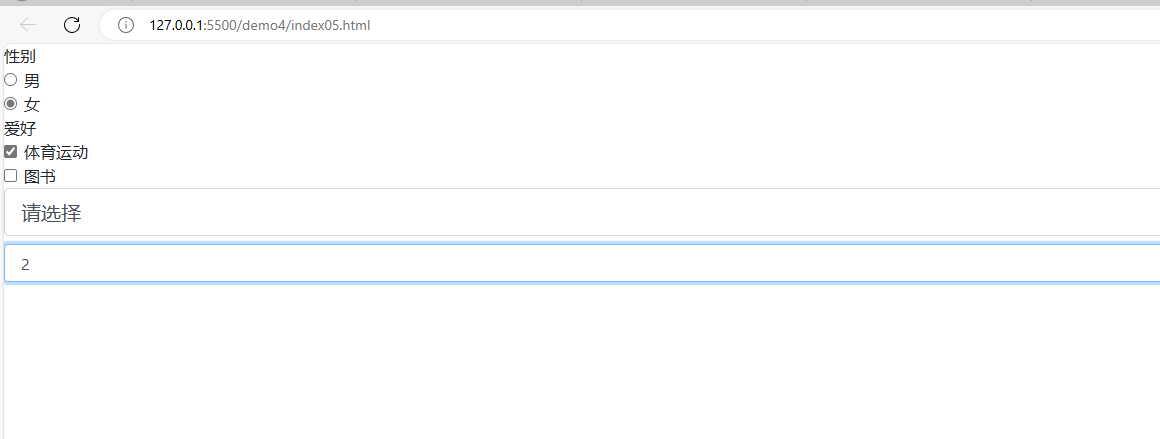 127.0.0.1:5500/demo4/index05.html
性别
男
女
爱好
体育运动
图书
请选择
2